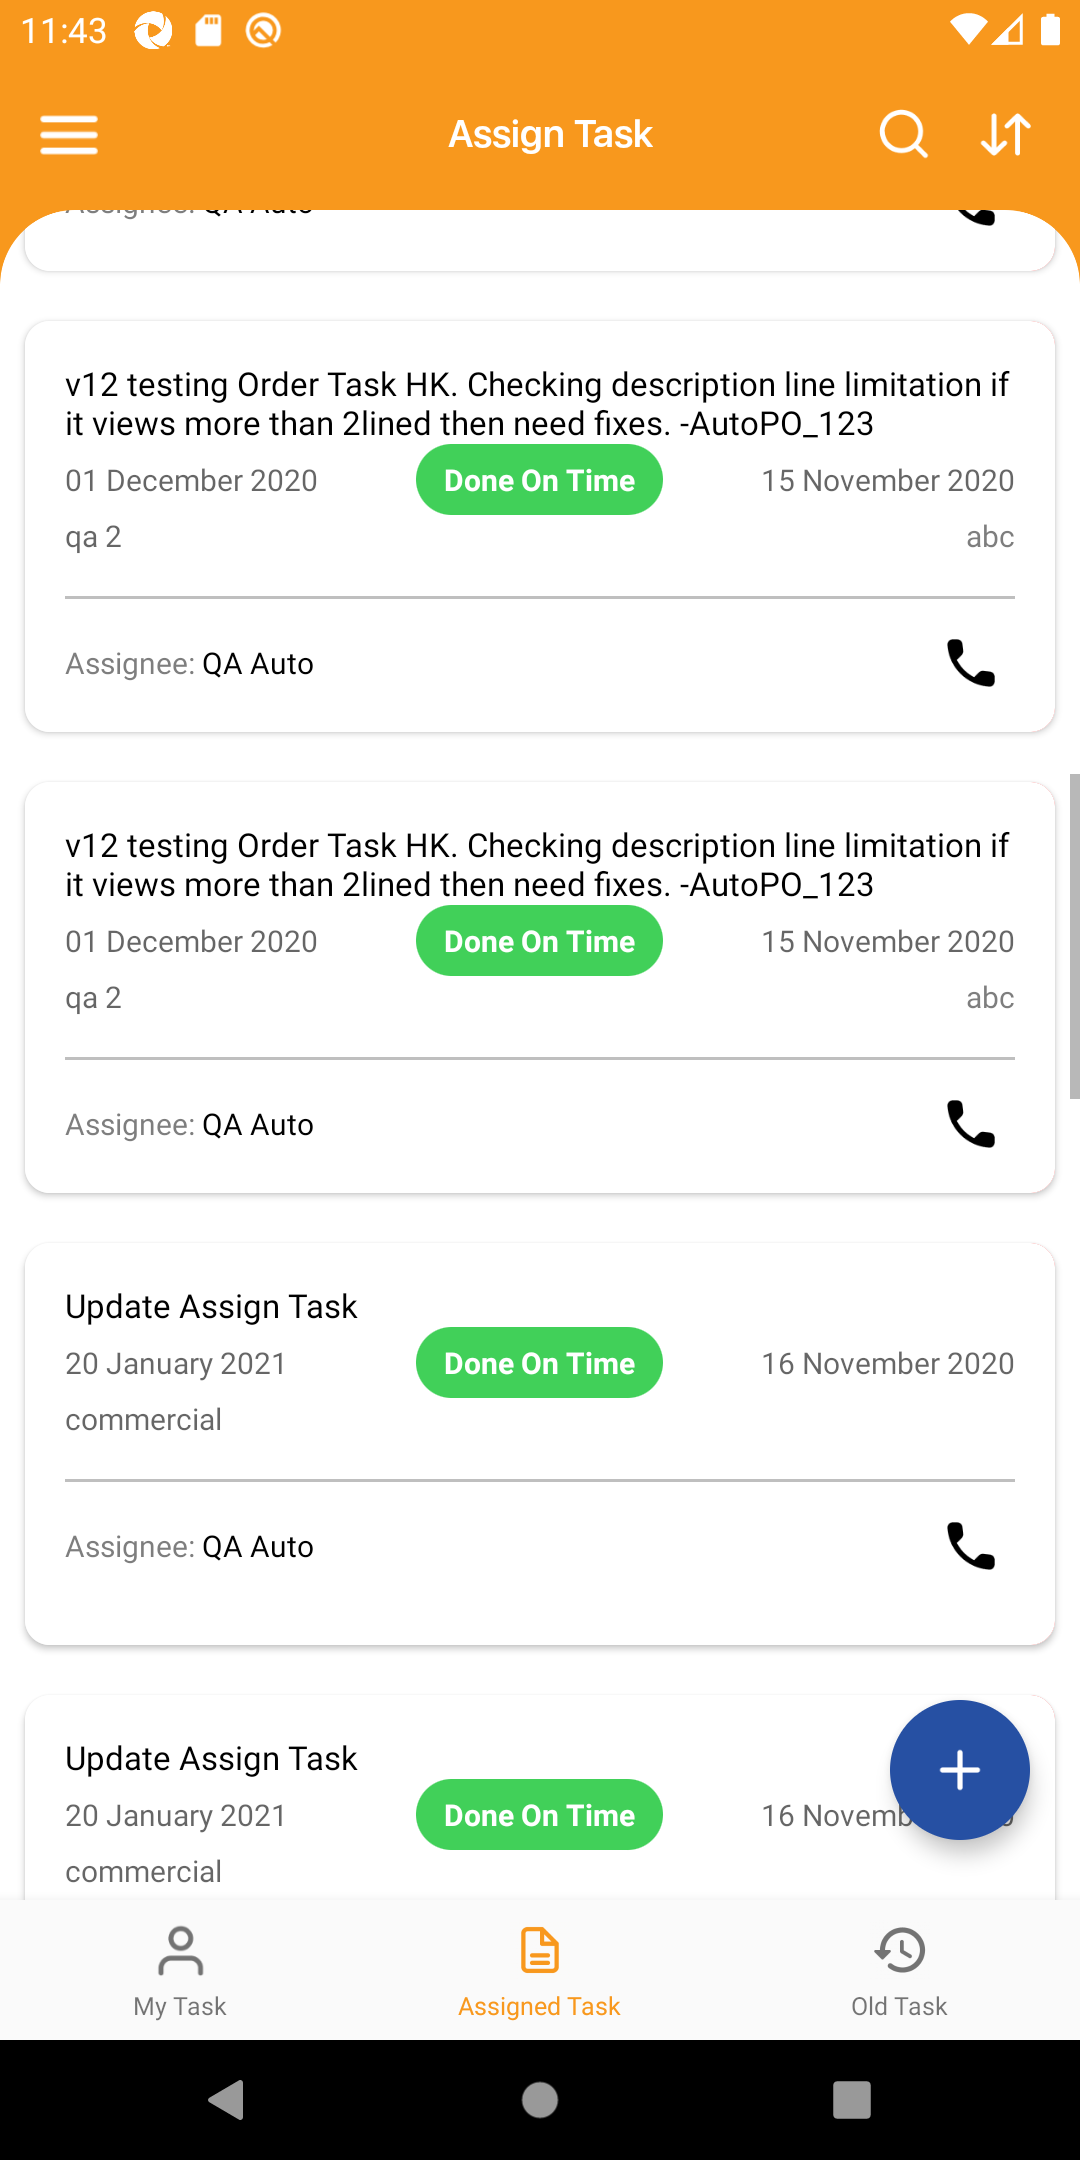 11:43
Assign Task
Assignee: QA Auto
v12 testing Order Task HK. Checking description line limitation if
it views more than 2lined then need fixes. -AutoPO_123
01 December 2020 Done On Time 15 November 2020
qa 2 abc
Assignee: QA Auto
v12 testing Order Task HK. Checking description line limitation if
it views more than 2lined then need fixes. -AutoPO_123
01 December 2020 Done On Time 15 November 2020
qa 2 abc
Assignee: QA Auto
Update Assign Task
20 January 2021 Done On Time 16 November 2020
commercial
Assignee: QA Auto
Update Assign Task
20 January 2021 Done On Time 16 Novemb
commercial
My Task Assigned Task Old Task